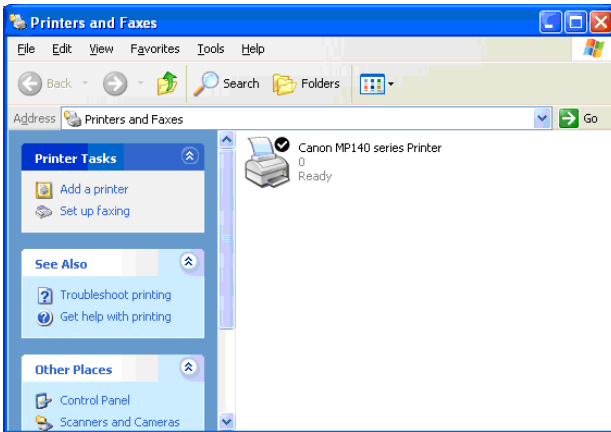 Printers and Faxes
File Edit View Favorites Tools Help
Back Search Folders
Address Printers and Faxes Go
Printer Tasks
Add a printer
Set up faxing
See Also
Troubleshoot printing
Get help with printing
Other Places
Control Panel
Scanners and Cameras
Canon MP140 series Printer
0
Ready